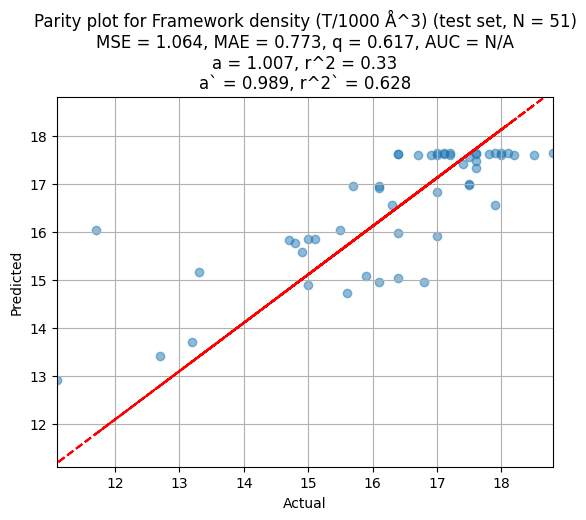 Parity plot for Framework density (T/1000 Å^3) (test set, N = 51)
MSE = 1.064, MAE = 0.773, q = 0.617, AUC = N/A
a = 1.007, r^2 = 0.33
a` = 0.989, r^2` = 0.628
18
17
16
15
14
13
12
Predicted
12
13
14
15
16
17
18
Actual